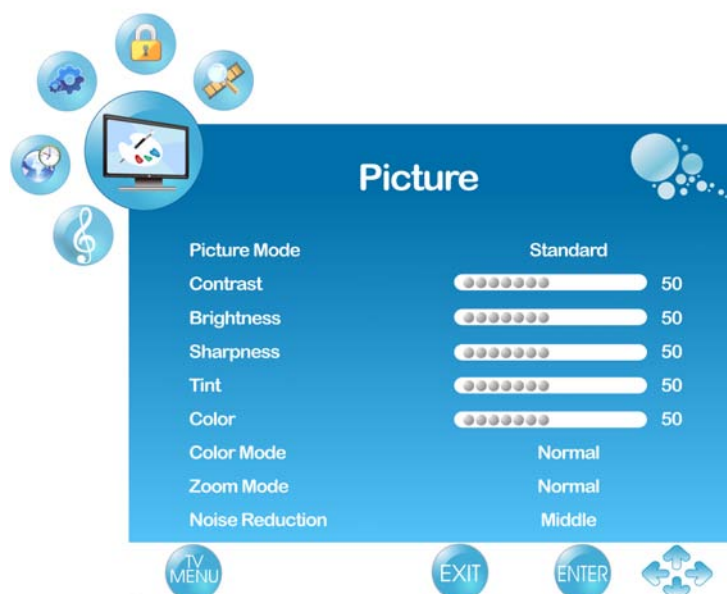 Picture
Picture Mode Standard
Contrast 50
Brightness 50
Sharpness 50
Tint 50
Color 50
Color Mode Normal
Zoom Mode Normal
Noise Reduction Middle
TV
MENU EXIT ENTER